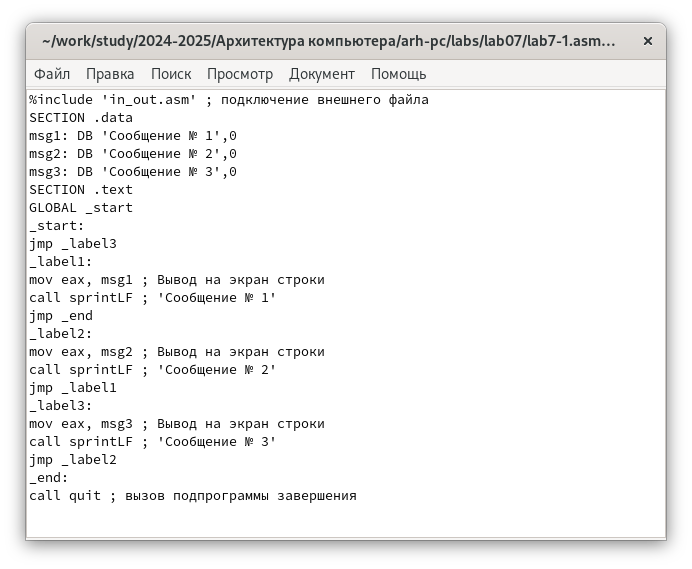 ~/work/study/2024-2025/Архитектура компьютера/arh-pc/labs/lab07/lab7-1.asm...
Файл Правка Поиск Просмотр Документ Помощь
%include 'in_out.asm' ; подключение внешнего файла
SECTION .data
msg1: DB 'Сообщение № 1',0
msg2: DB 'Сообщение № 2',0
msg3: DB 'Сообщение № 3',0
SECTION .text
GLOBAL _start
_start:
jmp _label3
_label1:
mov eax, msg1 ; Вывод на экран строки
call sprintLF ; 'Сообщение № 1'
jmp _end
_label2:
mov eax, msg2 ; Вывод на экран строки
call sprintLF ; 'Сообщение № 2'
jmp _label1
_label3:
mov eax, msg3 ; Вывод на экран строки
call sprintLF ; 'Сообщение № 3'
jmp _label2
_end:
call quit ; вызов подпрограммы завершения